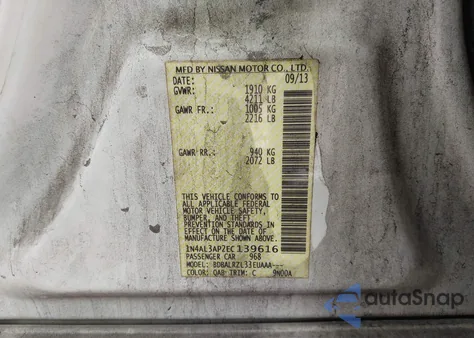 MFD BY NISSAN MOTOR CO., LTD.
DATE: 09/13
GVWR: 1910 KG
4211 LB
GAWR FR.: 1005 KG
2216 LB
GAWR RR.: 940 KG
2072 LB
THIS VEHICLE CONFORMS TO
ALL APPLICABLE FEDERAL
MOTOR VEHICLE SAFETY,
BUMPER, AND THEFT
PREVENTION STANDARDS IN
EFFECT ON THE DATE OF
MANUFACTURE SHOWN ABOVE.
1N4AL3AP2EC139616
PASSENGER CAR 968
MODEL: BDBALRZL33EUAAA
COLOR: QAB TRIM: C 9N00A
autoSnap